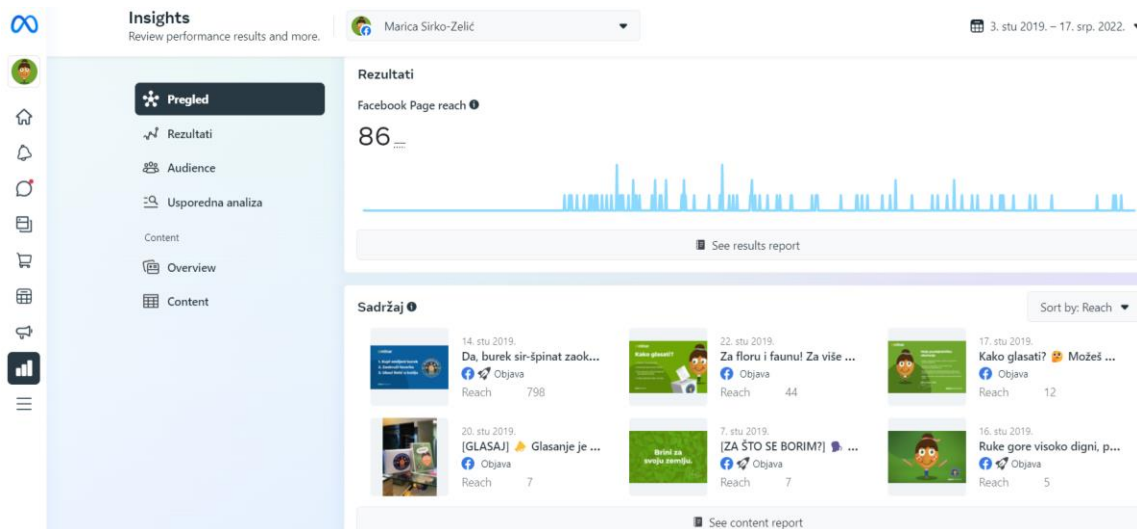 Insights
Review performance results and more.
Marica Sirko-Zelić
3. stu 2019. – 17. srp. 2022.
Pregled
Rezultati
Audience
Usporedna analiza
Content
Overview
Content
Rezultati
Facebook Page reach
86
See results report
Sadržaj
Sort by: Reach
14. stu 2019.
Da, burek sir-špinat zaok...
Objava
Reach 798
Kako glasati?
22. stu 2019.
Za floru i faunu! Za više ...
Objava
Reach 44
17. stu 2019.
Kako glasati? 🤔 Možeš ...
Objava
Reach 12
20. stu 2019.
[GLASAJ] Glasanje je ...
Objava
Reach 7
Brini za
svoju zemlju.
7. stu 2019.
[ZA ŠTO SE BORIM?] 🗣 ...
Objava
Reach 7
16. stu 2019.
Ruke gore visoko digni, p...
Objava
Reach 5
See content report